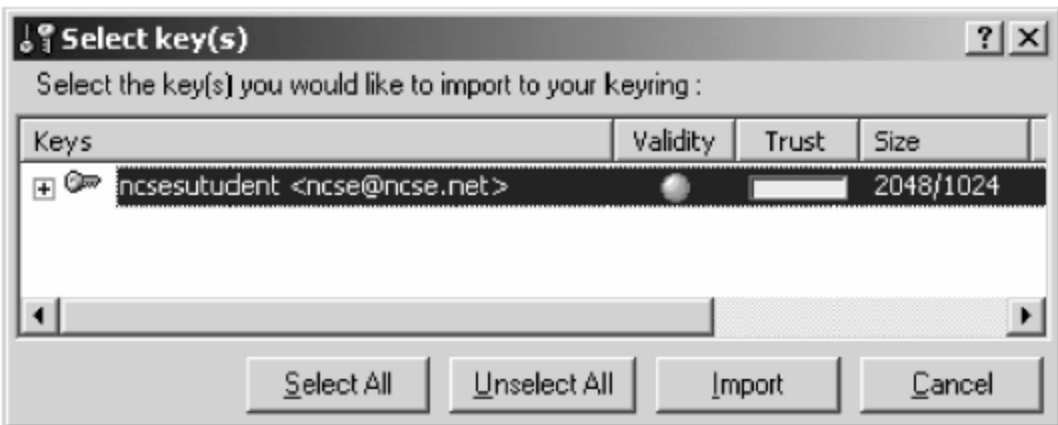 Select key(s)
Select the key(s) you would like to import to your keyring :
Keys Validity Trust Size
ncsesutudent <ncse@ncse.net> 2048/1024
Select All Unselect All Import Cancel